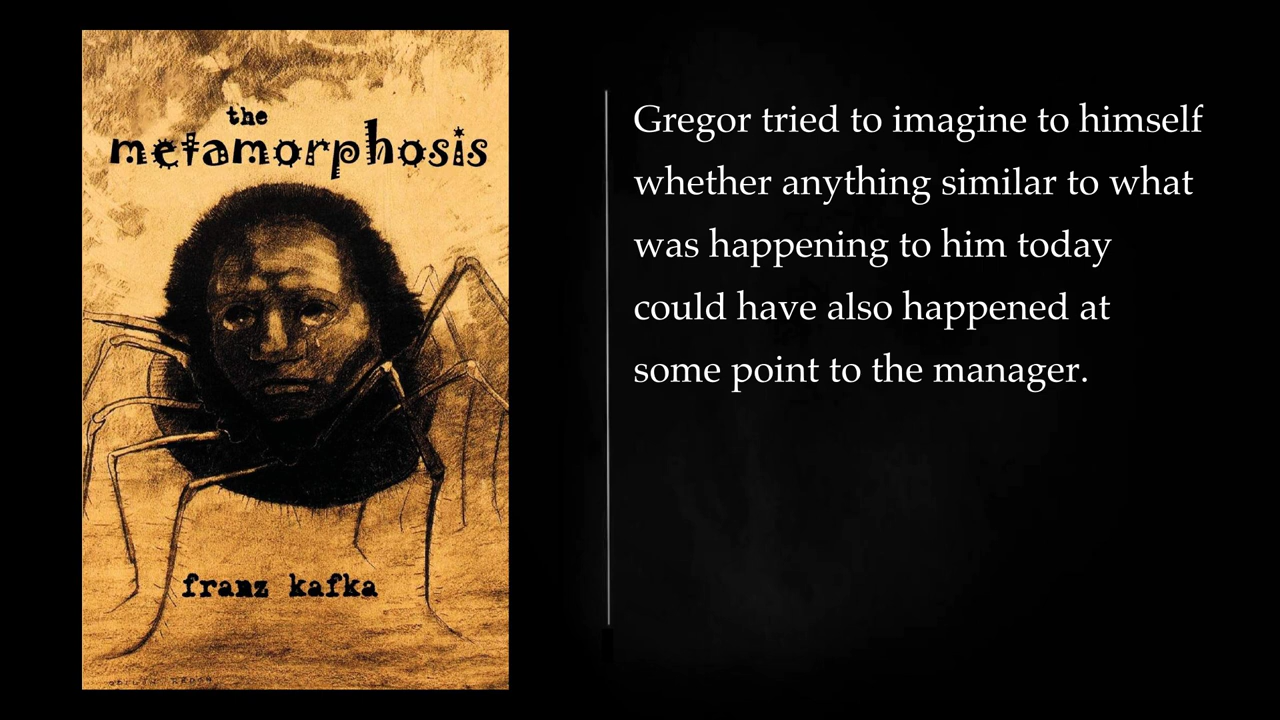 the
metamorphosis
franz kafka
Gregor tried to imagine to himself
whether anything similar to what
was happening to him today
could have also happened at
some point to the manager.